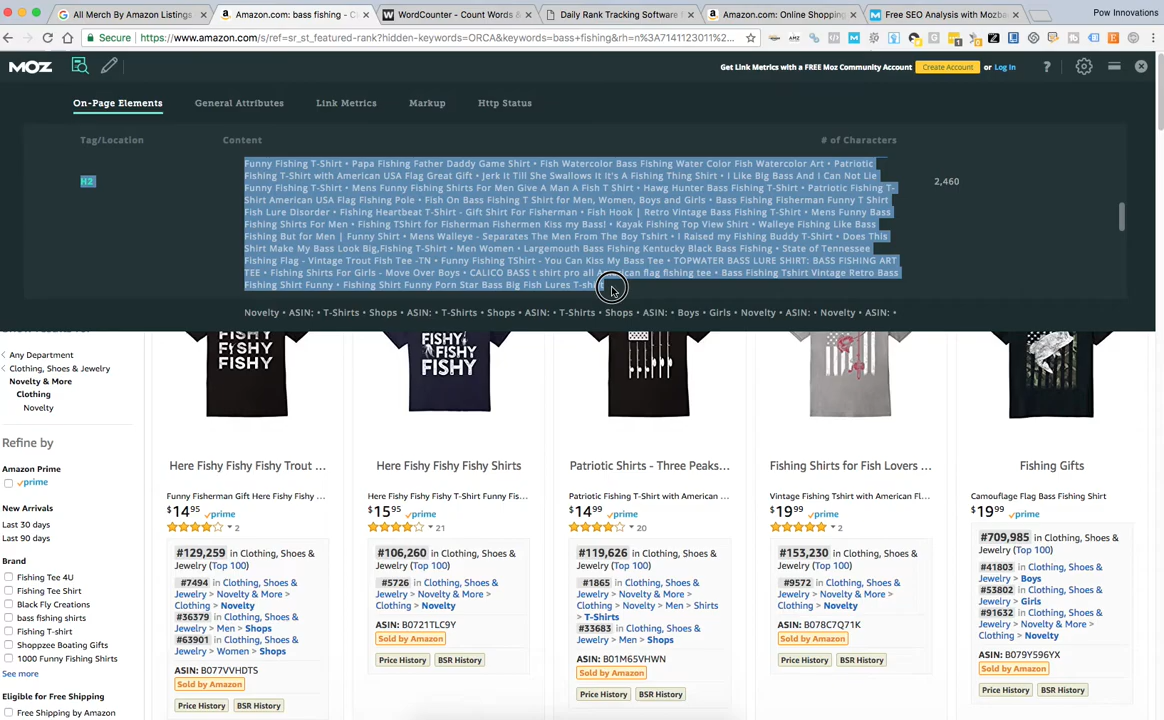 All Merch By Amazon Listings
Amazon.com: bass fishing - C
WordCounter - Count Words &
Daily Rank Tracking Software
Amazon.com: Online Shopping
Free SEO Analysis with Mozba
Pow Innovations
Secure
https://www.amazon.com/s/ref=sr_st_featured-rank?hidden-keywords=ORCA&keywords=bass+fishing&rh=n%3A7141123011%2...
MOZ
Get Link Metrics with a FREE Moz Community Account
Create Account
or Log In
?
On-Page Elements
General Attributes
Link Metrics
Markup
Http Status
Tag/Location
Content
# of Characters
H2
2,460
Funny Fishing T-Shirt • Papa Fishing Father Daddy Game Shirt • Fish Watercolor Bass Fishing Water Color Fish Watercolor Art • Patriotic
Fishing T-Shirt with American USA Flag Great Gift • Jerk It Till She Swallows It It's A Fishing Thing Shirt • I Like Big Bass And I Can Not Lie
Funny Fishing T-Shirt • Mens Funny Fishing Shirts For Men Give A Man A Fish T Shirt • Hawg Hunter Bass Fishing T-Shirt • Patriotic Fishing T-
Shirt American USA Flag Fishing Pole • Fish On Bass Fishing T Shirt for Men, Women, Boys and Girls • Bass Fishing Fisherman Funny T Shirt
Fish Lure Disorder • Fishing Heartbeat T-Shirt - Gift Shirt For Fisherman • Fish Hook | Retro Vintage Bass Fishing T-Shirt • Mens Funny Bass
Fishing Shirts For Men • Fishing TShirt for Fisherman Fishermen Kiss my Bass! • Kayak Fishing Top View Shirt • Walleye Fishing Like Bass
Fishing But for Men | Funny Shirt • Mens Walleye - Separates The Men From The Boy Tshirt • I Raised my Fishing Buddy T-Shirt • Does This
Shirt Make My Bass Look Big,Fishing T-Shirt • Men Women • Largemouth Bass Fishing Kentucky Black Bass Fishing • State of Tennessee
Fishing Flag - Vintage Trout Fish Tee -TN • Funny Fishing TShirt - You Can Kiss My Bass Tee • TOPWATER BASS LURE SHIRT: BASS FISHING ART
TEE • Fishing Shirts For Girls - Move Over Boys • CALICO BASS t shirt pro all American flag fishing tee • Bass Fishing Tshirt Vintage Retro Bass
Fishing Shirt Funny • Fishing Shirt Funny Porn Star Bass Big Fish Lures T-shirt
Novelty • ASIN: • T-Shirts • Shops • ASIN: • T-Shirts • Shops • ASIN: • T-Shirts • Shops • ASIN: • Boys • Girls • Novelty • ASIN: • Novelty • ASIN: •
Any Department
Clothing, Shoes & Jewelry
Novelty & More
Clothing
Novelty
Refine by
Amazon Prime
prime
New Arrivals
Last 30 days
Last 90 days
Brand
Fishing Tee 4U
Fishing Tee Shirt
Black Fly Creations
bass fishing shirts
Fishing T-shirt
Shoppzee Boating Gifts
1000 Funny Fishing Shirts
See more
Eligible for Free Shipping
Free Shipping by Amazon
FISHY
FISHY
Here Fishy Fishy Fishy Trout ...
Funny Fisherman Gift Here Fishy Fishy ...
$14 95 prime
2
#129,259 in Clothing, Shoes &
Jewelry (Top 100)
#7494 in Clothing, Shoes &
Jewelry > Novelty & More >
Clothing > Novelty
#36379 in Clothing, Shoes &
Jewelry > Men > Shops
#63901 in Clothing, Shoes &
Jewelry > Women > Shops
ASIN: B077VVHDTS
Sold by Amazon
Price History
BSR History
FISHY
FISHY
FISHY
Here Fishy Fishy Fishy Shirts
Here Fishy Fishy Fishy T-Shirt Funny Fis...
$15 95 prime
21
#106,260 in Clothing, Shoes &
Jewelry (Top 100)
#5726 in Clothing, Shoes &
Jewelry > Novelty & More >
Clothing > Novelty
ASIN: B0721TLC9Y
Sold by Amazon
Price History
BSR History
Patriotic Shirts - Three Peaks...
Patriotic Fishing T-Shirt with American ...
$14 99 prime
20
#119,626 in Clothing, Shoes &
Jewelry (Top 100)
#1865 in Clothing, Shoes &
Jewelry > Novelty & More >
Clothing > Novelty > Men > Shirts
> T-Shirts
#33683 in Clothing, Shoes &
Jewelry > Men > Shops
ASIN: B01M65VHWN
Sold by Amazon
Price History
BSR History
Fishing Shirts for Fish Lovers ...
Vintage Fishing Tshirt with American Fl...
$19 99 prime
2
#153,230 in Clothing, Shoes &
Jewelry (Top 100)
#9572 in Clothing, Shoes &
Jewelry > Novelty & More >
Clothing > Novelty
ASIN: B078C7Q71K
Sold by Amazon
Price History
BSR History
Fishing Gifts
Camouflage Flag Bass Fishing Shirt
$19 99 prime
#709,985 in Clothing, Shoes &
Jewelry (Top 100)
#41803 in Clothing, Shoes &
Jewelry > Boys
#53802 in Clothing, Shoes &
Jewelry > Girls
#91632 in Clothing, Shoes &
Jewelry > Novelty & More >
Clothing > Novelty
ASIN: B079Y596YX
Sold by Amazon
Price History
BSR History